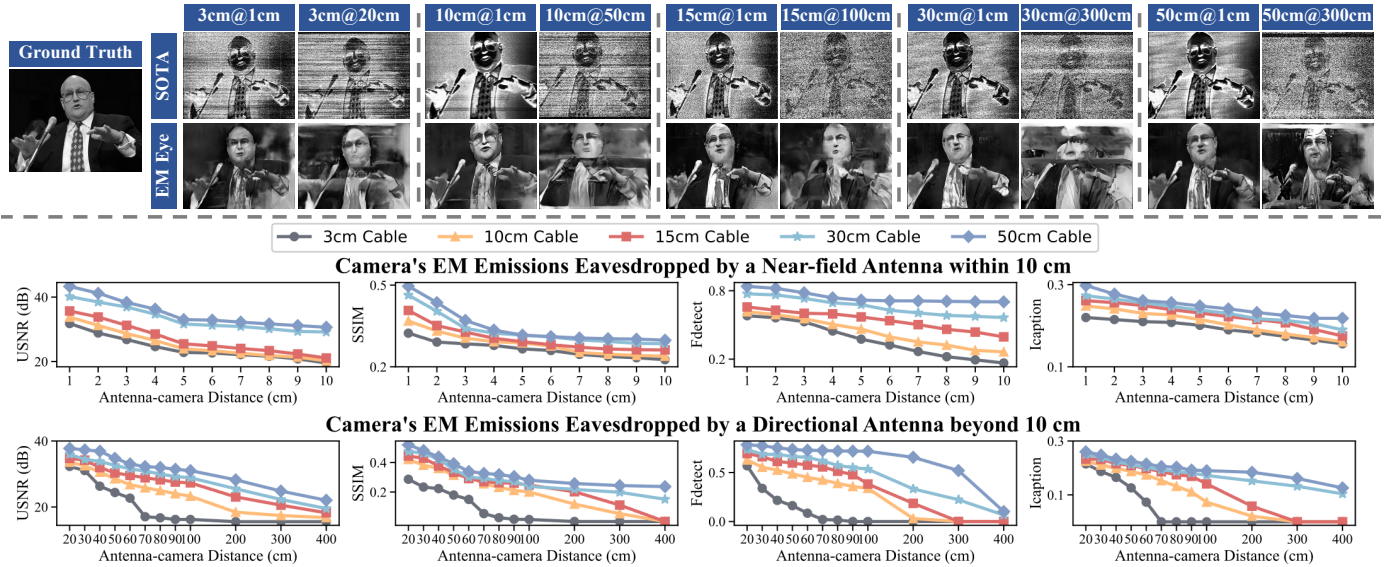 3cm@1cm 3cm@20cm 10cm@1cm 10cm@50cm 15cm@1cm 15cm@100cm 30cm@1cm 30cm@300cm 50cm@1cm 50cm@300cm
Ground Truth
SOTA
EM Eye
3cm Cable 10cm Cable 15cm Cable 30cm Cable 50cm Cable
Camera's EM Emissions Eavesdropped by a Near-field Antenna within 10 cm
USNR (dB)
40
20
1 2 3 4 5 6 7 8 9 10
Antenna-camera Distance (cm)
SSIM
0.5
0.2
1 2 3 4 5 6 7 8 9 10
Antenna-camera Distance (cm)
Fdetect
0.8
0.2
1 2 3 4 5 6 7 8 9 10
Antenna-camera Distance (cm)
Icaption
0.3
0.1
1 2 3 4 5 6 7 8 9 10
Antenna-camera Distance (cm)
Camera's EM Emissions Eavesdropped by a Directional Antenna beyond 10 cm
USNR (dB)
40
20
20 30 40 50 60 70 80 90 100 200 300 400
Antenna-camera Distance (cm)
SSIM
0.4
0.2
20 30 40 50 60 70 80 90 100 200 300 400
Antenna-camera Distance (cm)
Fdetect
0.5
0.0
20 30 40 50 60 70 80 90 100 200 300 400
Antenna-camera Distance (cm)
Icaption
0.3
0.1
20 30 40 50 60 70 80 90 100 200 300 400
Antenna-camera Distance (cm)